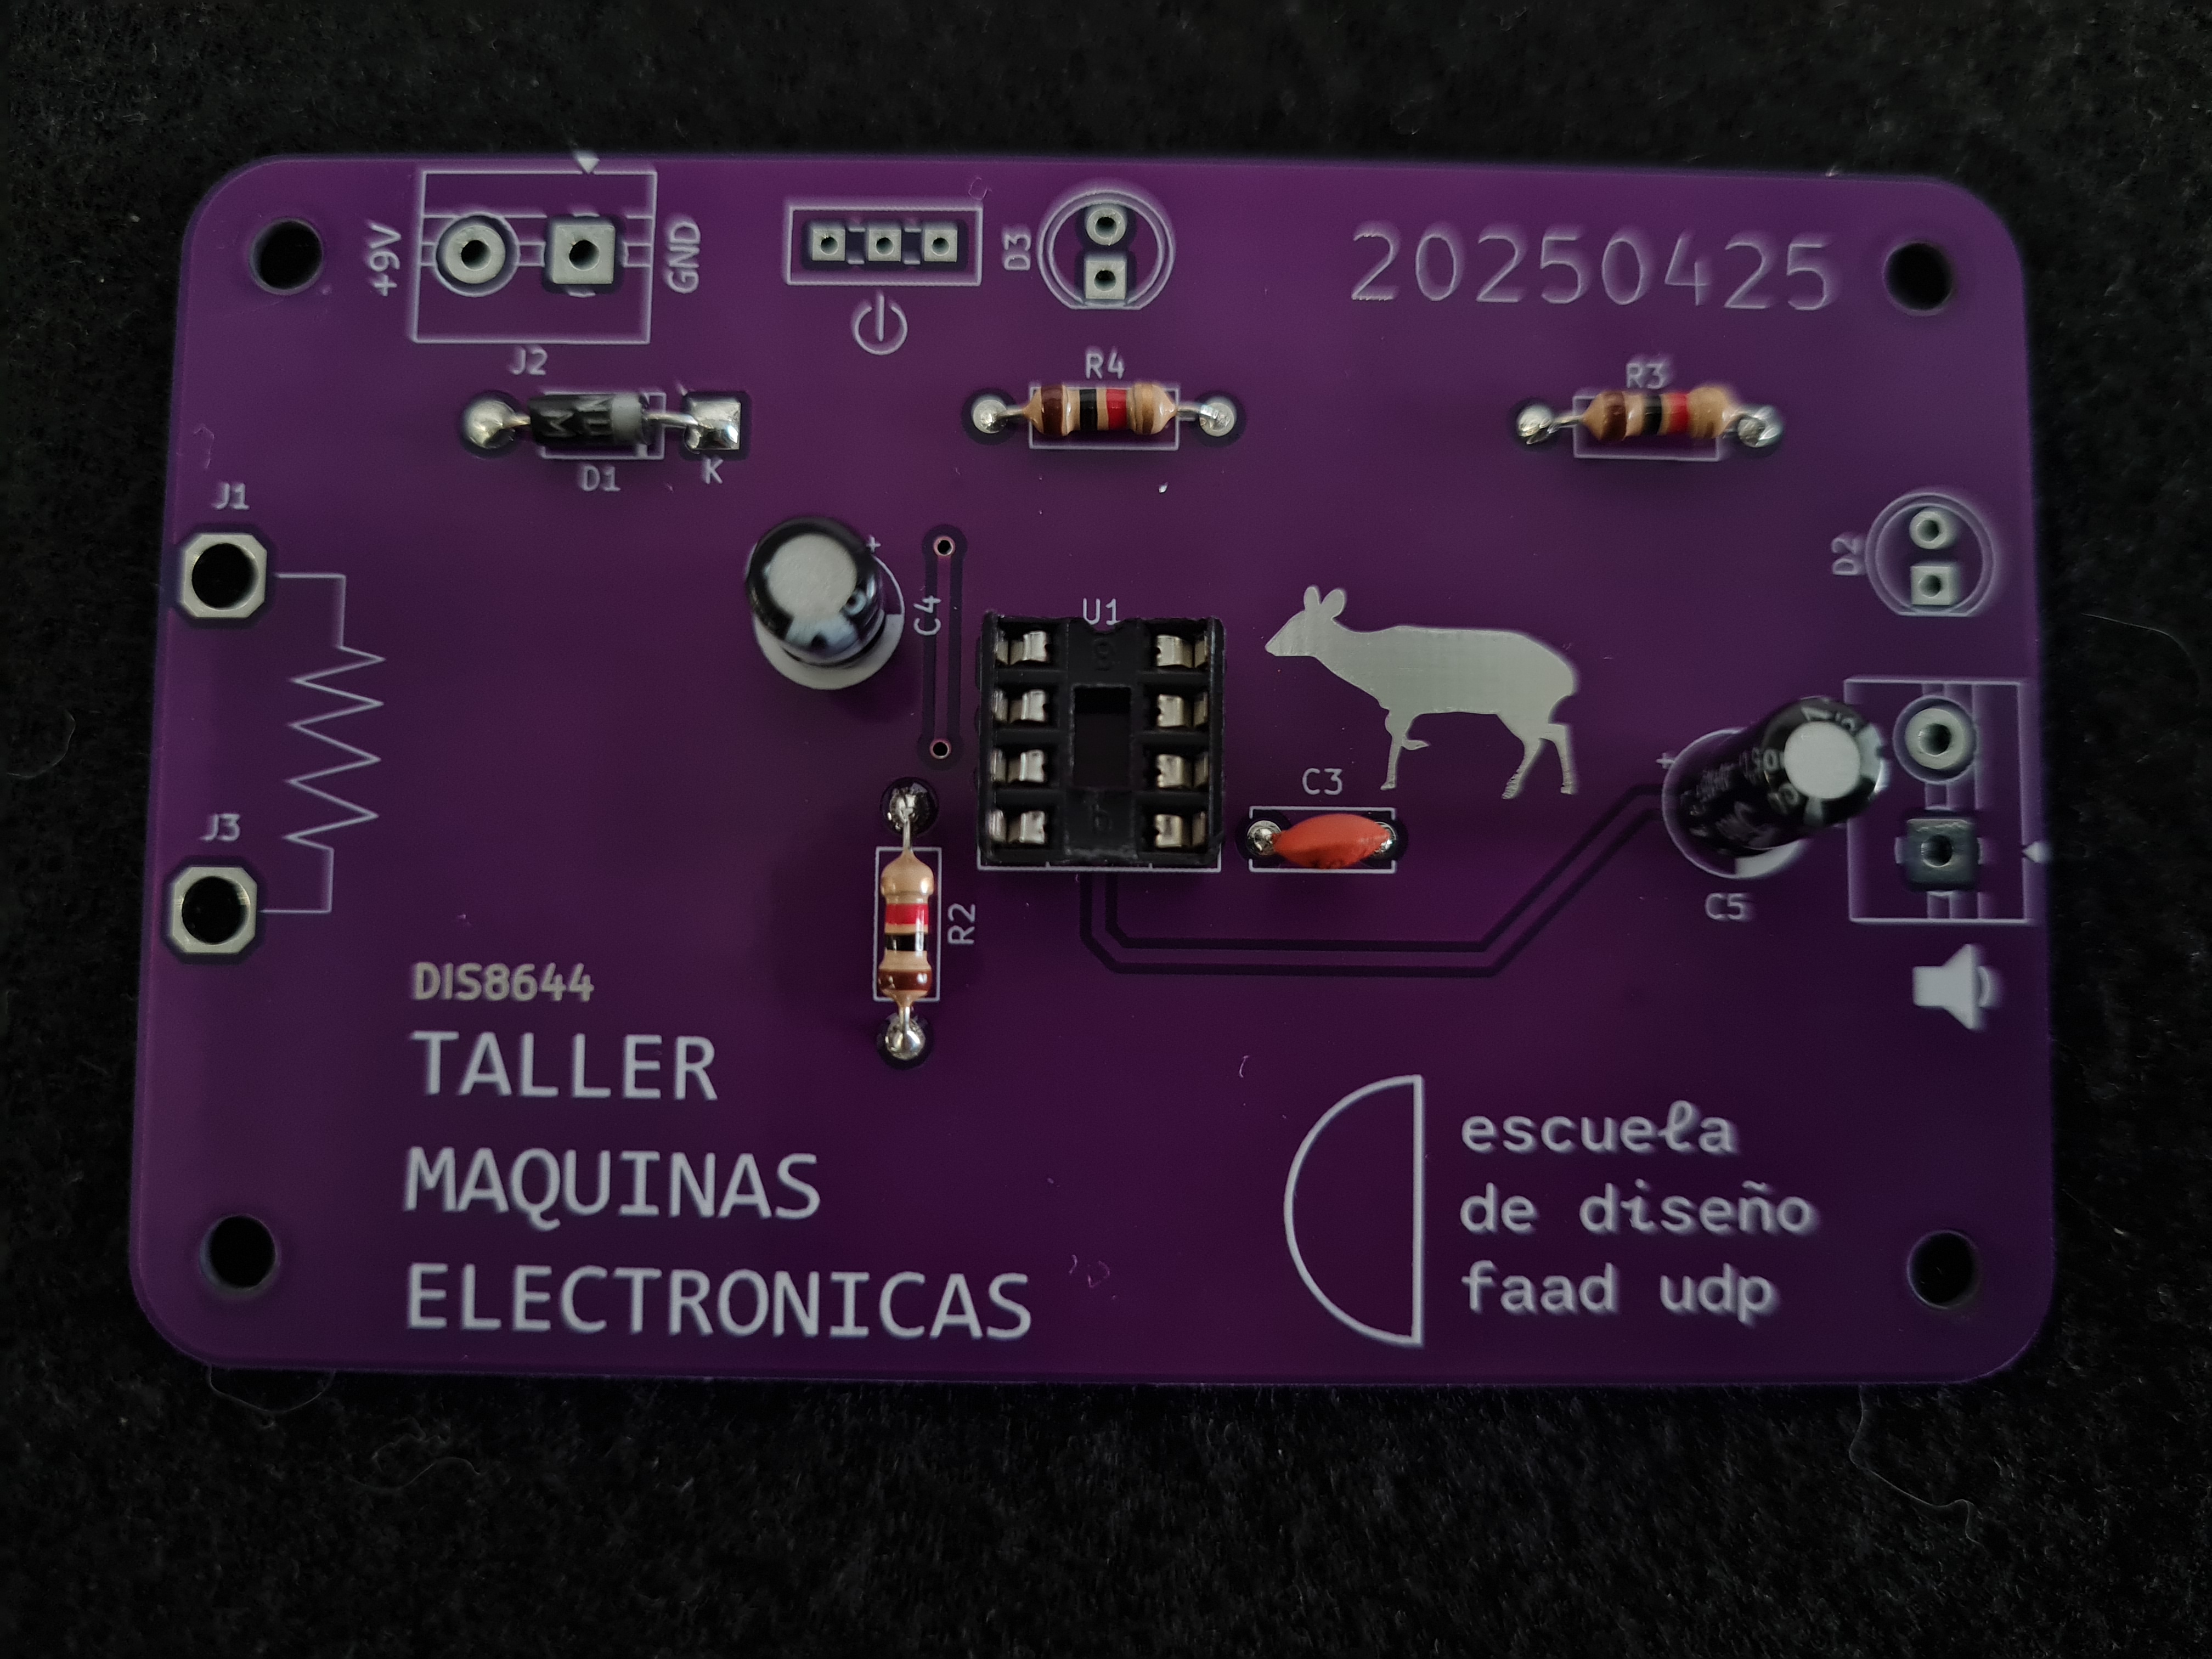 +9V
GND
J2
D3
20250425
R4
R3
D1
K
J1
D2
C4
U1
J3
C3
R2
C5
DIS8644
TALLER
MAQUINAS
ELECTRONICAS
escuela
de diseño
faad udp